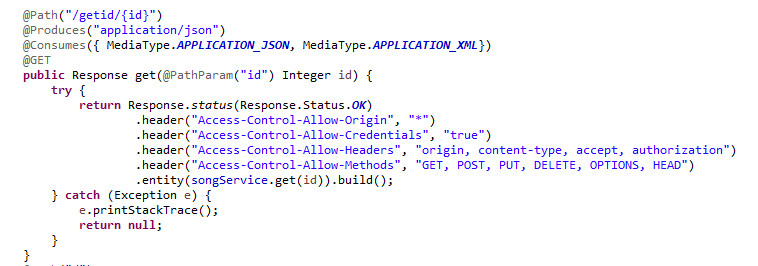 @Path("/getid/{id}")
@Produces("application/json")
@Consumes({ MediaType.APPLICATION_JSON, MediaType.APPLICATION_XML})
@GET
public Response get(@PathParam("id") Integer id) {
try {
return Response.status(Response.Status.OK)
.header("Access-Control-Allow-Origin", "*")
.header("Access-Control-Allow-Credentials", "true")
.header("Access-Control-Allow-Headers", "origin, content-type, accept, authorization")
.header("Access-Control-Allow-Methods", "GET, POST, PUT, DELETE, OPTIONS, HEAD")
.entity(songService.get(id)).build();
} catch (Exception e) {
e.printStackTrace();
return null;
}
}